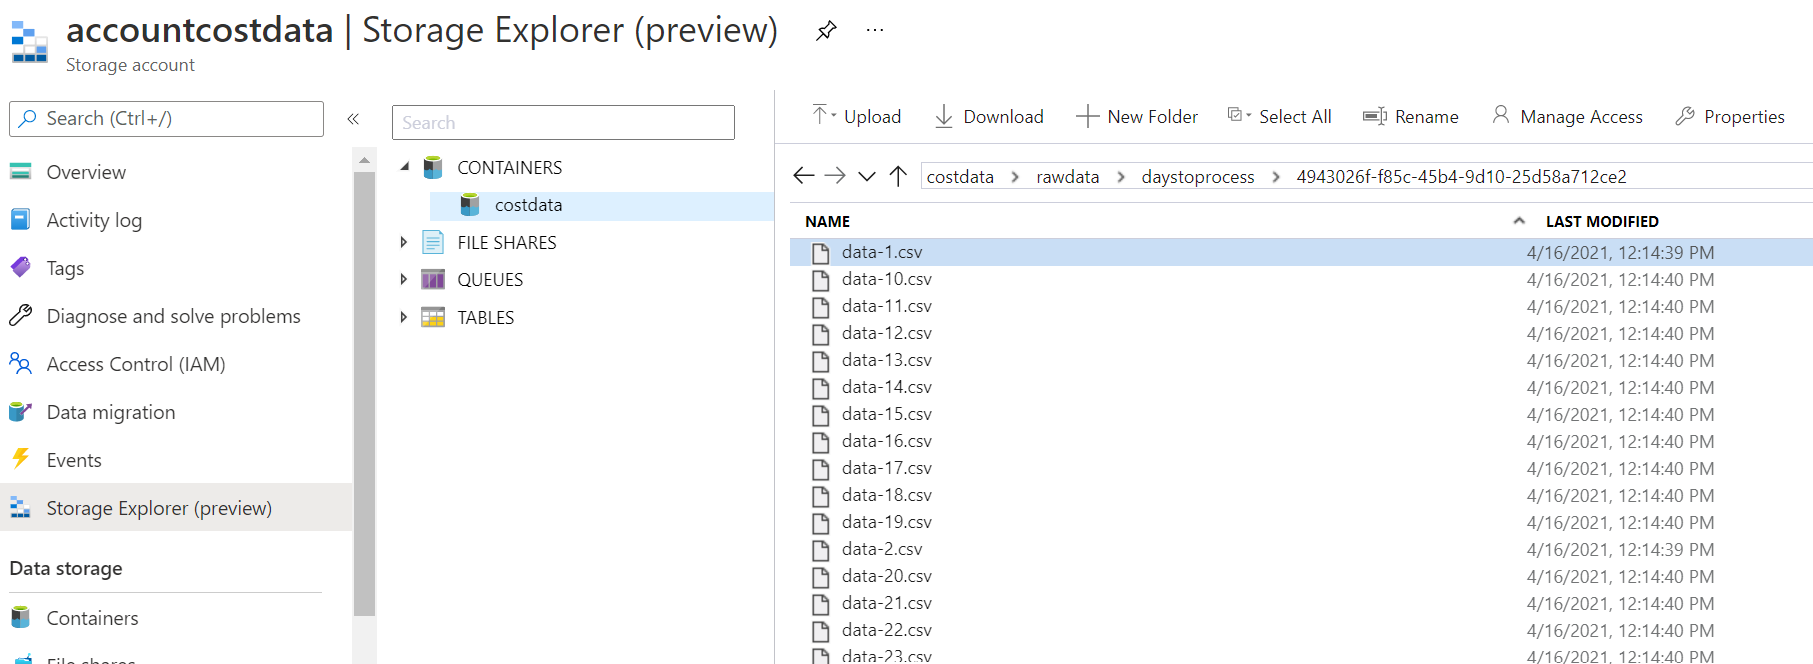 accountcostdata | Storage Explorer (preview) ...
Storage account
Search (Ctrl+/)
«
Overview
Activity log
Tags
Diagnose and solve problems
Access Control (IAM)
Data migration
Events
Storage Explorer (preview)
Data storage
Containers
File shares
Search
CONTAINERS
costdata
FILE SHARES
QUEUES
TABLES
Upload Download New Folder Select All Rename Manage Access Properties
costdata > rawdata > daystoprocess > 4943026f-f85c-45b4-9d10-25d58a712ce2
NAME LAST MODIFIED
data-1.csv 4/16/2021, 12:14:39 PM
data-10.csv 4/16/2021, 12:14:40 PM
data-11.csv 4/16/2021, 12:14:40 PM
data-12.csv 4/16/2021, 12:14:40 PM
data-13.csv 4/16/2021, 12:14:40 PM
data-14.csv 4/16/2021, 12:14:40 PM
data-15.csv 4/16/2021, 12:14:40 PM
data-16.csv 4/16/2021, 12:14:40 PM
data-17.csv 4/16/2021, 12:14:40 PM
data-18.csv 4/16/2021, 12:14:40 PM
data-19.csv 4/16/2021, 12:14:40 PM
data-2.csv 4/16/2021, 12:14:39 PM
data-20.csv 4/16/2021, 12:14:40 PM
data-21.csv 4/16/2021, 12:14:40 PM
data-22.csv 4/16/2021, 12:14:40 PM
data-23.csv 4/16/2021, 12:14:40 PM